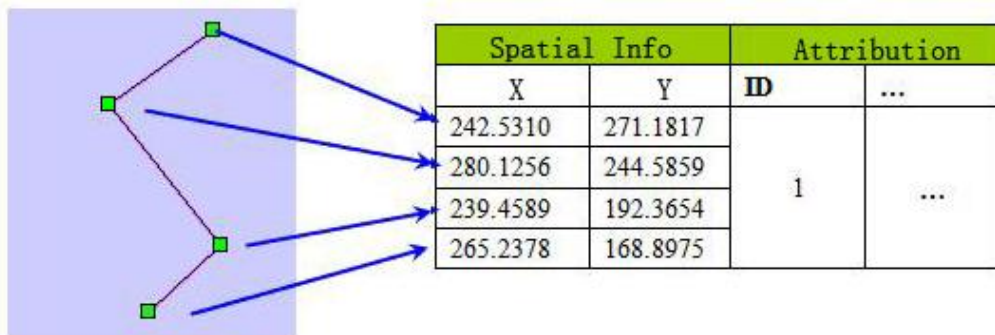 Spatial Info Attribution
X Y ID ...
242.5310 271.1817
280.1256 244.5859
239.4589 192.3654
1 ...
265.2378 168.8975